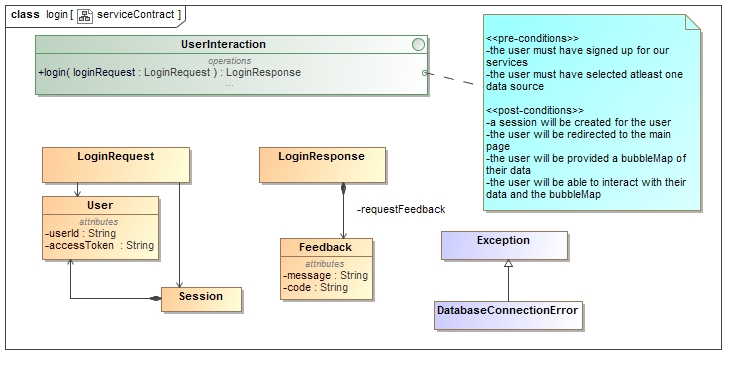 class login [ serviceContract ]
UserInteraction
operations
+login( loginRequest : LoginRequest ) : LoginResponse
...
<<pre-conditions>>
-the user must have signed up for our
services
-the user must have selected atleast one
data source
<<post-conditions>>
-a session will be created for the user
-the user will be redirected to the main
page
-the user will be provided a bubbleMap of
their data
-the user will be able to interact with their
data and the bubbleMap
LoginRequest
LoginResponse
-requestFeedback
User
attributes
-userId : String
-accessToken : String
Feedback
attributes
-message : String
-code : String
Exception
Session
DatabaseConnectionError